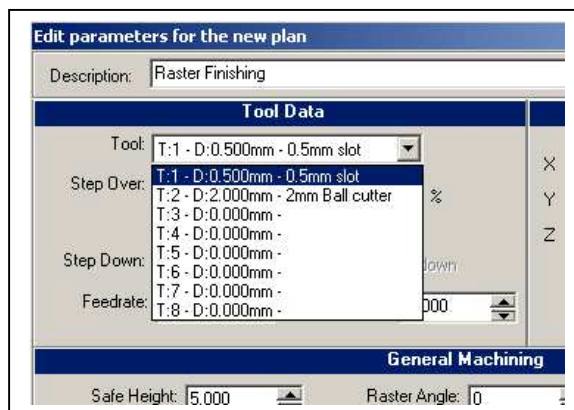 Edit parameters for the new plan
Description: Raster Finishing
Tool Data
Tool: T:1 - D:0.500mm - 0.5mm slot
X
T:1 - D:0.500mm - 0.5mm slot
Step Over:
T:2 - D:2.000mm - 2mm Ball cutter
%
Y
T:3 - D:0.000mm -
T:4 - D:0.000mm -
Z
T:5 - D:0.000mm -
Step Down:
T:6 - D:0.000mm -
T:7 - D:0.000mm -
Feedrate:
T:8 - D:0.000mm -
General Machining
Safe Height: 5.000
Raster Angle: 0